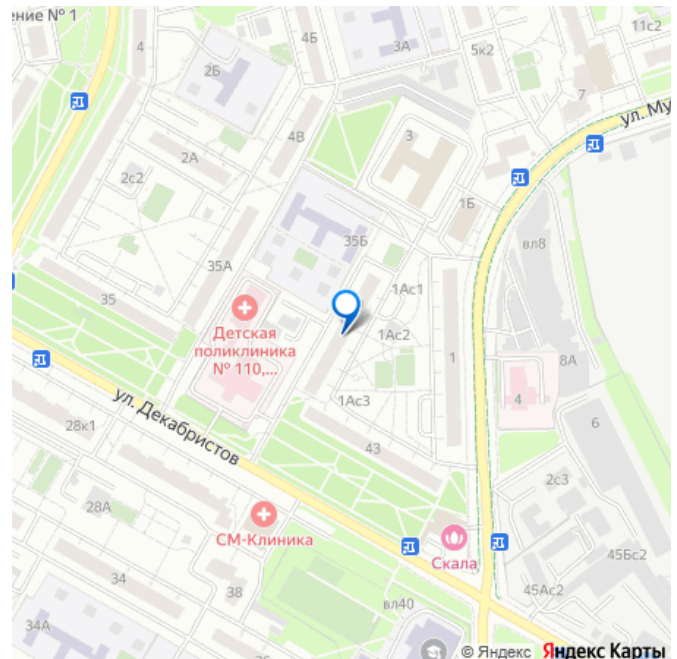 ение № 1
4
4Б
3А
5к2
11с2
2Б
7
ул. Му
4В
3
2А
2с2
1Б
35Б
вл8
35А
35
1Ас1
Детская
поликлиника
№ 110,...
1Ас2
1
8А
4
1Ас3
ул. Декабристов
28к1
43
6
2с3
28А
СМ-Клиника
Скала
45Бс2
34
38
45Ас2
вл40
34А
© Яндекс Яндекс Карты